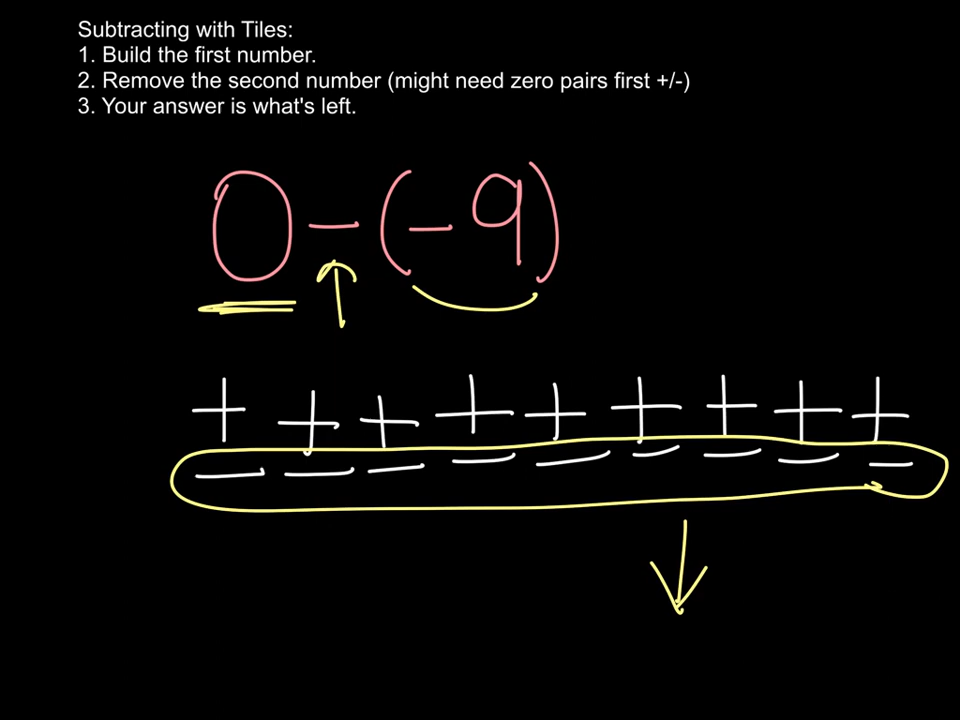 Subtracting with Tiles:
1. Build the first number.
2. Remove the second number (might need zero pairs first +/-)
3. Your answer is what's left.
0 - (-9)
+ + + + + + + + +
- - - - - - - - -